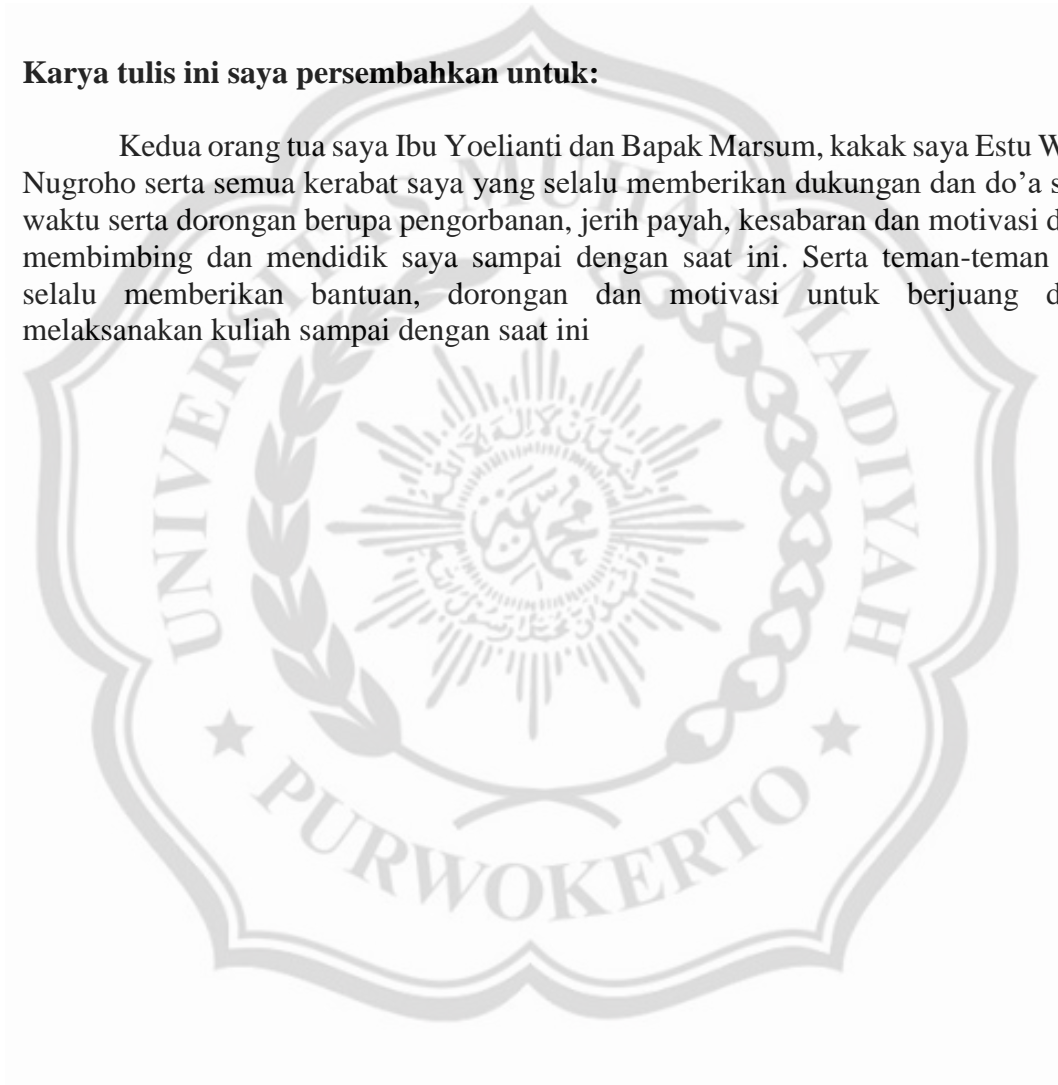 Karya tulis ini saya persembahkan untuk:
Kedua orang tua saya Ibu Yoelianti dan Bapak Marsum, kakak saya Estu W
Nugroho serta semua kerabat saya yang selalu memberikan dukungan dan do’a s
waktu serta dorongan berupa pengorbanan, jerih payah, kesabaran dan motivasi d
membimbing dan mendidik saya sampai dengan saat ini. Serta teman-teman
selalu memberikan bantuan, dorongan dan motivasi untuk berjuang d
melaksanakan kuliah sampai dengan saat ini
UNIVERSITAS MUHAMMADIYAH
محمد
PURWOKERTO